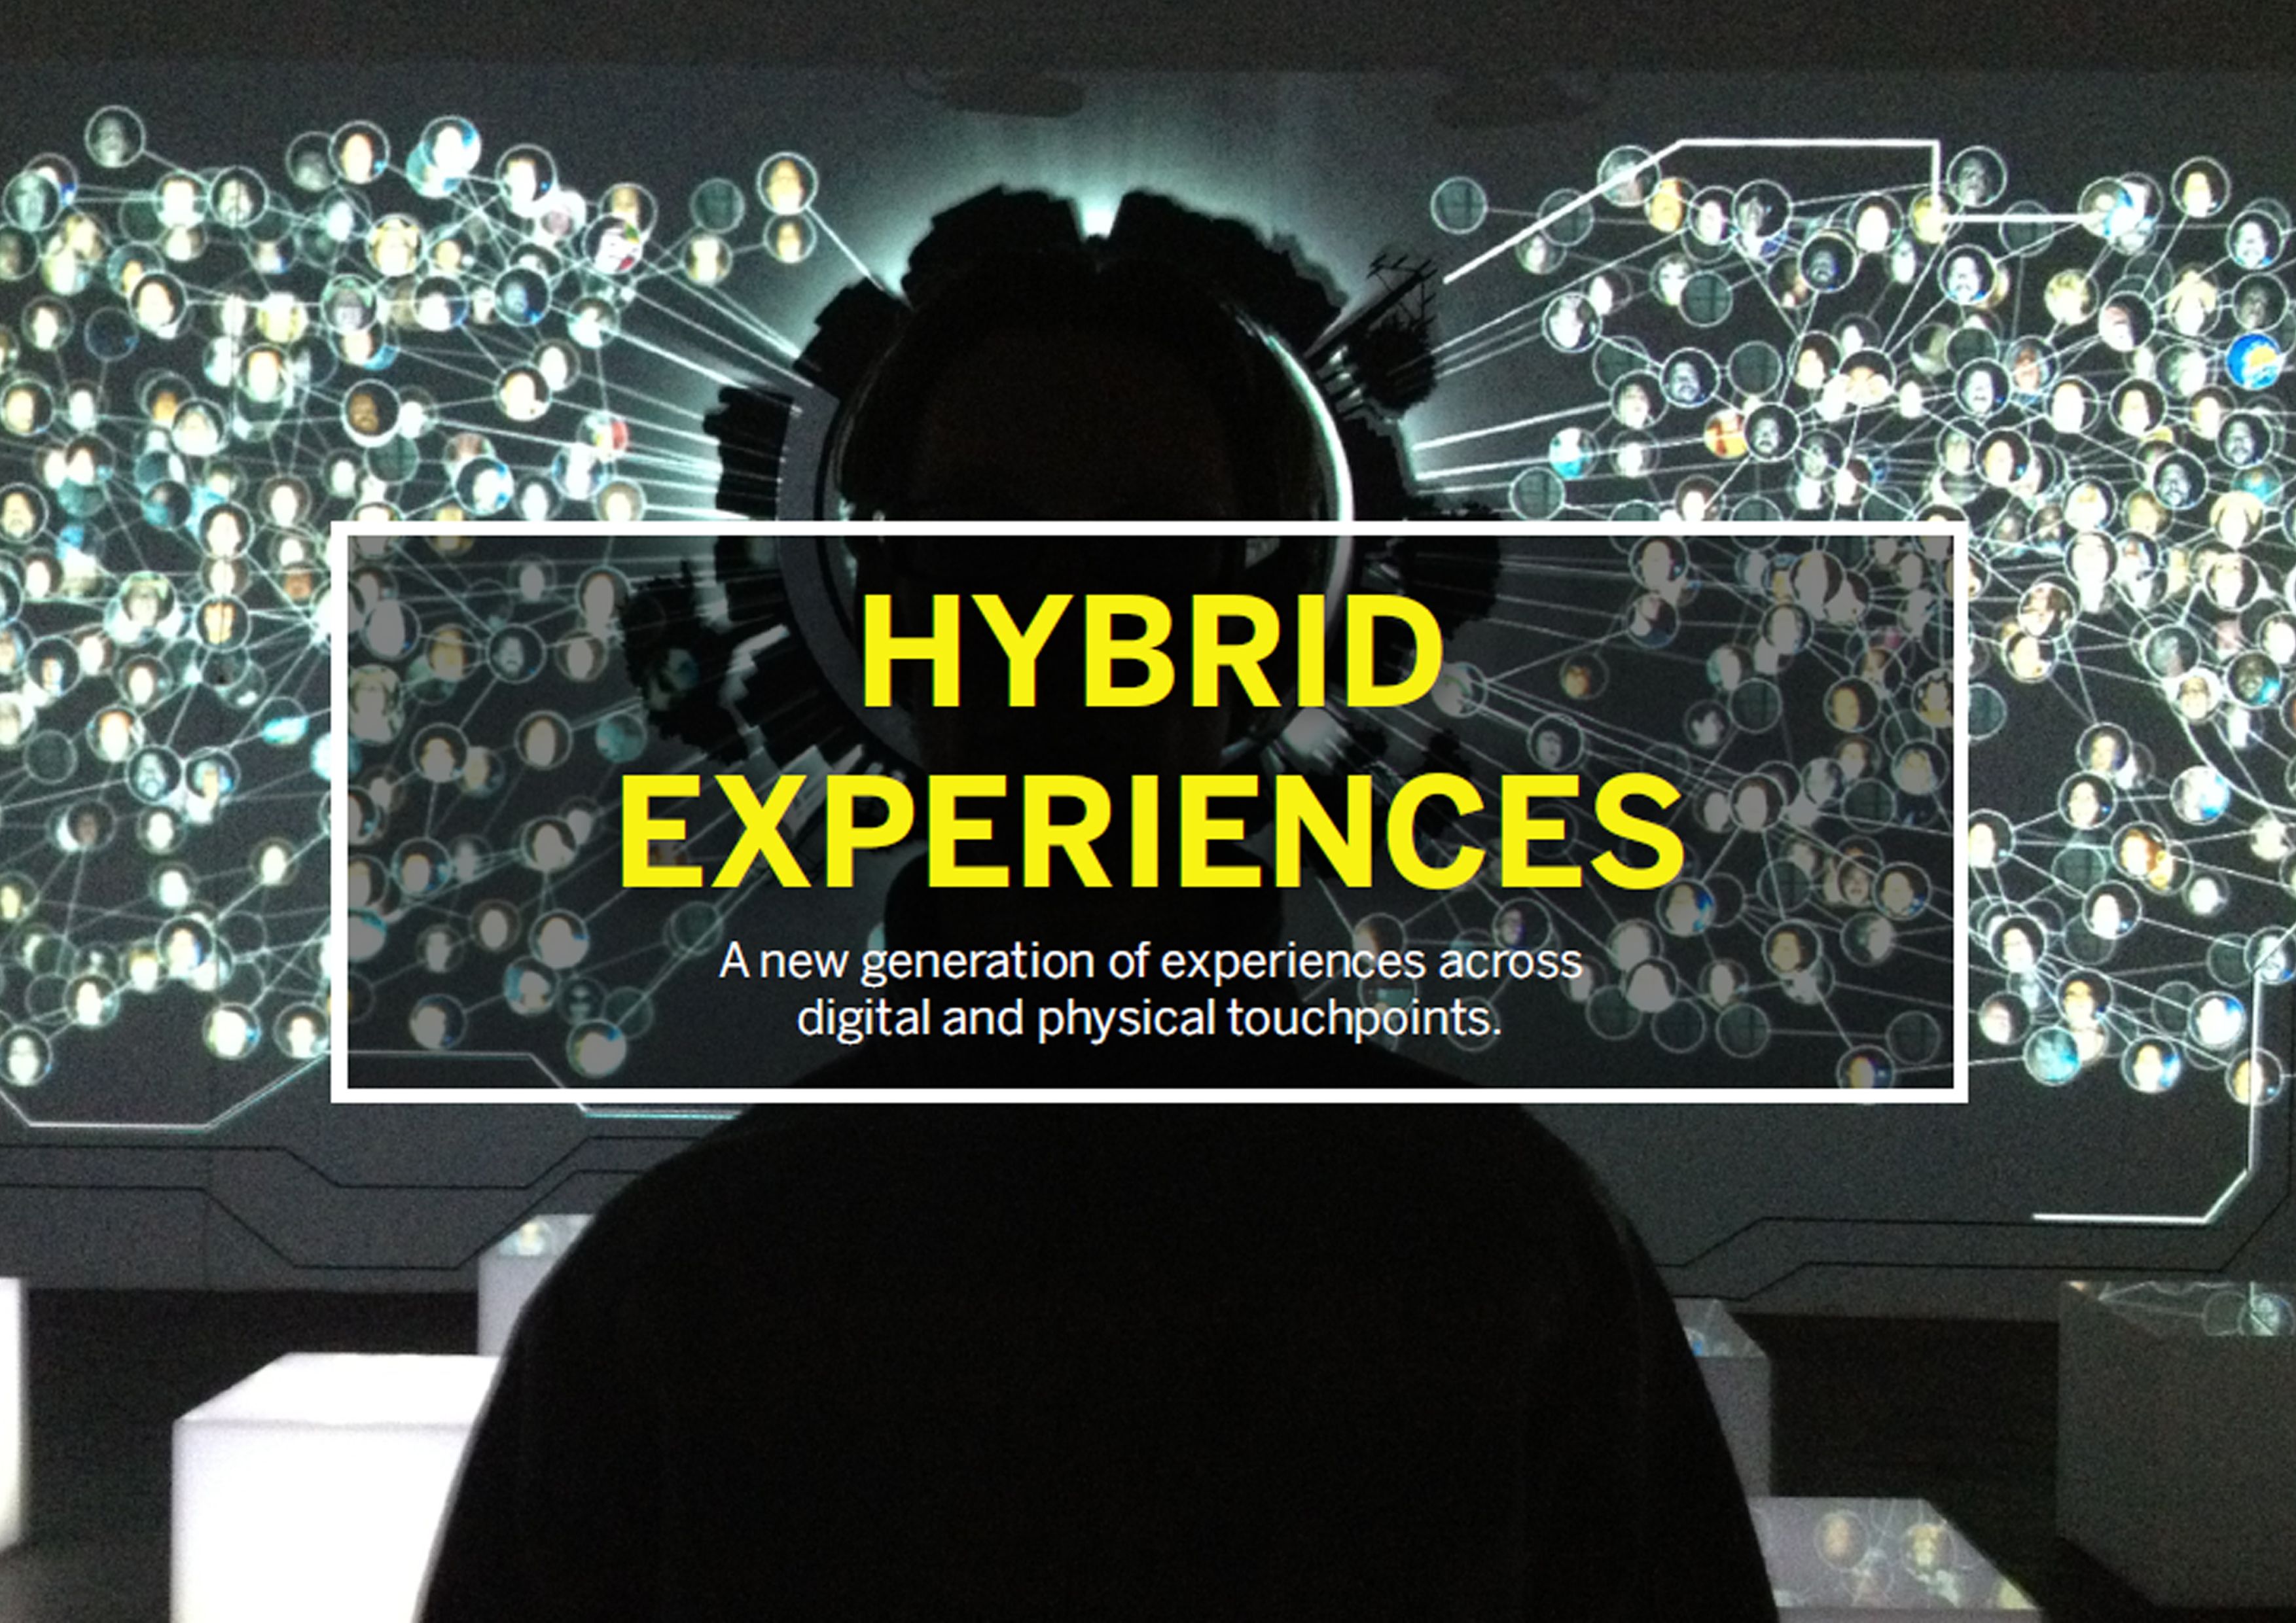 HYBRID
EXPERIENCES
A new generation of experiences across
digital and physical touchpoints.